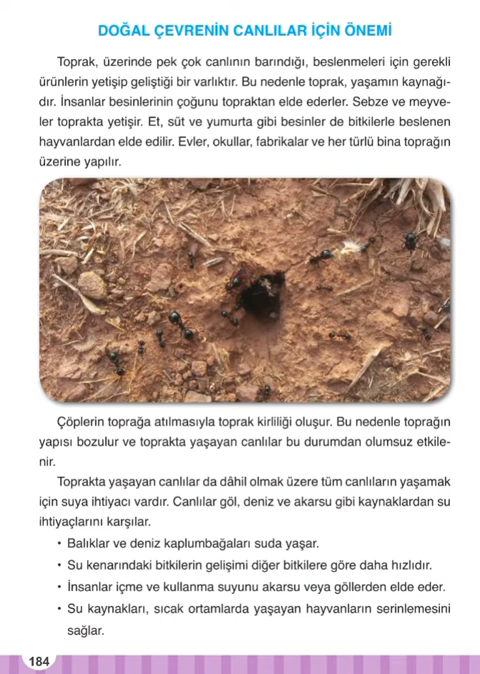 DOĞAL ÇEVRENİN CANLILAR İÇİN ÖNEMİ
Toprak, üzerinde pek çok canlının barındığı, beslenmeleri için gerekli
ürünlerin yetişip geliştiği bir varlıktır. Bu nedenle toprak, yaşamın kaynağı-
dır. İnsanlar besinlerinin çoğunu topraktan elde ederler. Sebze ve meyve-
ler toprakta yetişir. Et, süt ve yumurta gibi besinler de bitkilerle beslenen
hayvanlardan elde edilir. Evler, okullar, fabrikalar ve her türlü bina toprağın
üzerine yapılır.
Çöplerin toprağa atılmasıyla toprak kirliliği oluşur. Bu nedenle toprağın
yapısı bozulur ve toprakta yaşayan canlılar bu durumdan olumsuz etkile-
nir.
Toprakta yaşayan canlılar da dâhil olmak üzere tüm canlıların yaşamak
için suya ihtiyacı vardır. Canlılar göl, deniz ve akarsu gibi kaynaklardan su
ihtiyaçlarını karşılar.
• Balıklar ve deniz kaplumbağaları suda yaşar.
• Su kenarındaki bitkilerin gelişimi diğer bitkilere göre daha hızlıdır.
• İnsanlar içme ve kullanma suyunu akarsu veya göllerden elde eder.
• Su kaynakları, sıcak ortamlarda yaşayan hayvanların serinlemesini
sağlar.
184